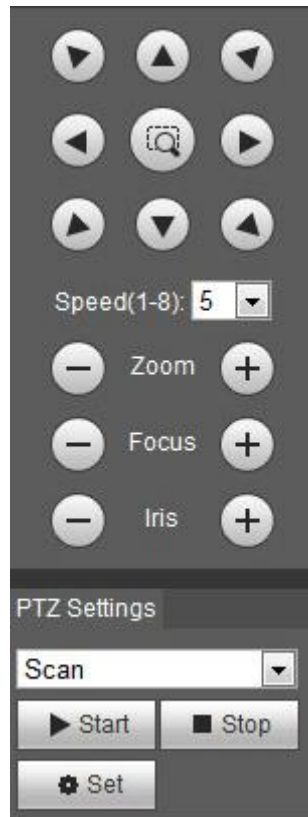 Speed(1-8): 5
Zoom
Focus
Iris
PTZ Settings
Scan
Start Stop
Set